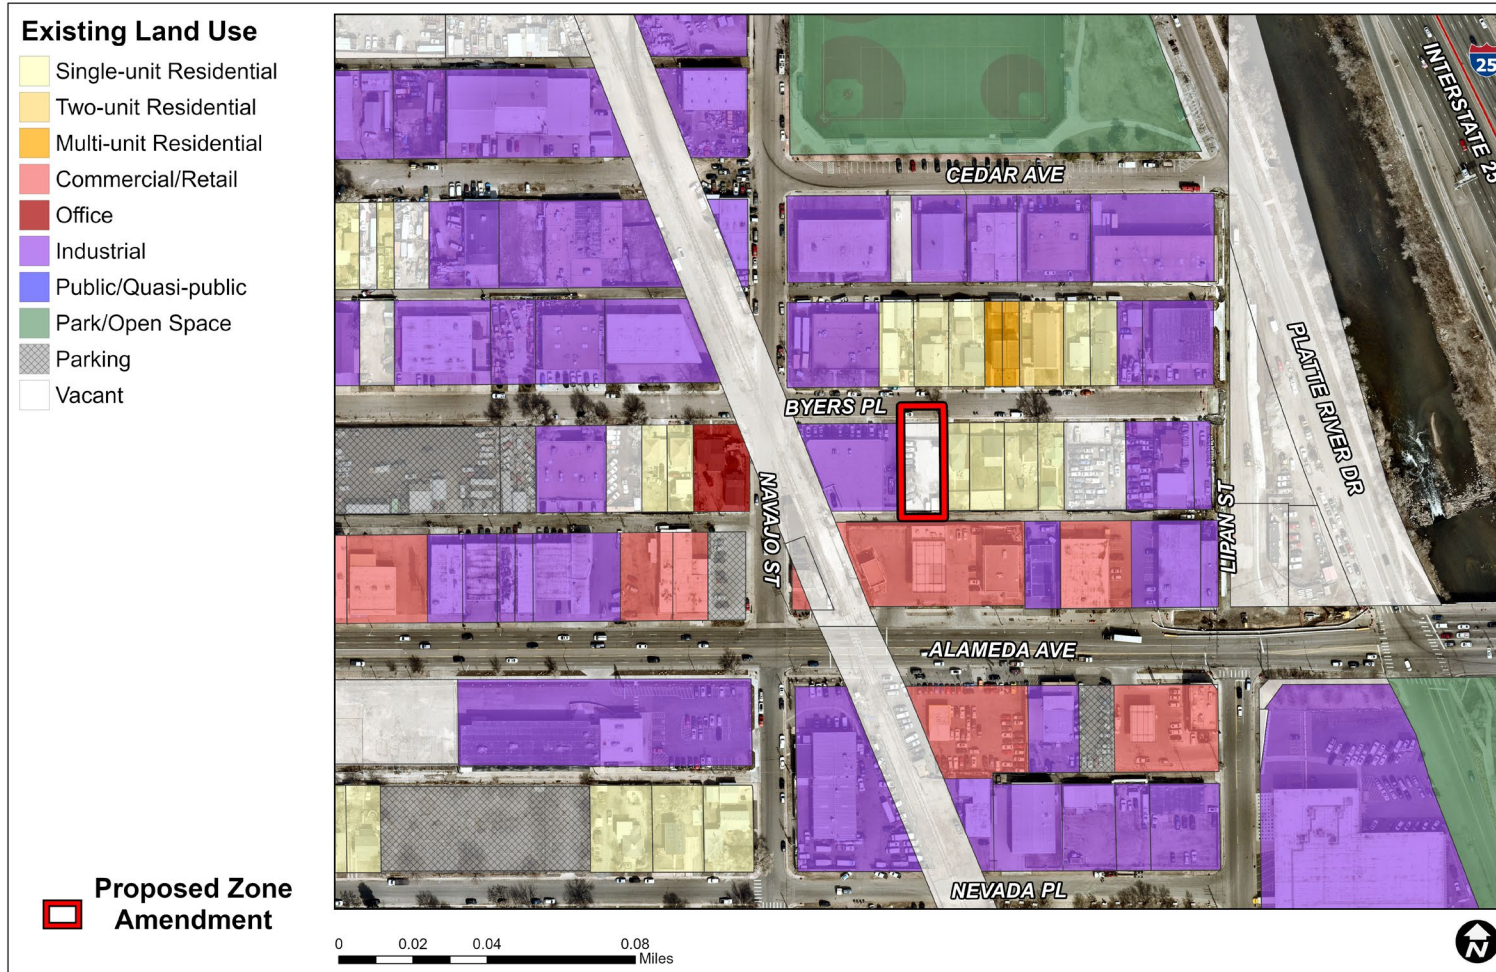 Existing Land Use
Single-unit Residential
Two-unit Residential
Multi-unit Residential
Commercial/Retail
Office
Industrial
Public/Quasi-public
Park/Open Space
Parking
Vacant
Proposed Zone
Amendment
INTERSTATE 25
25
CEDAR AVE
PLATTE RIVER DR
BYERS PL
NAVAJO ST
LIPAN ST
ALAMEDA AVE
NEVADA PL
0 0.02 0.04 0.08
Miles
N